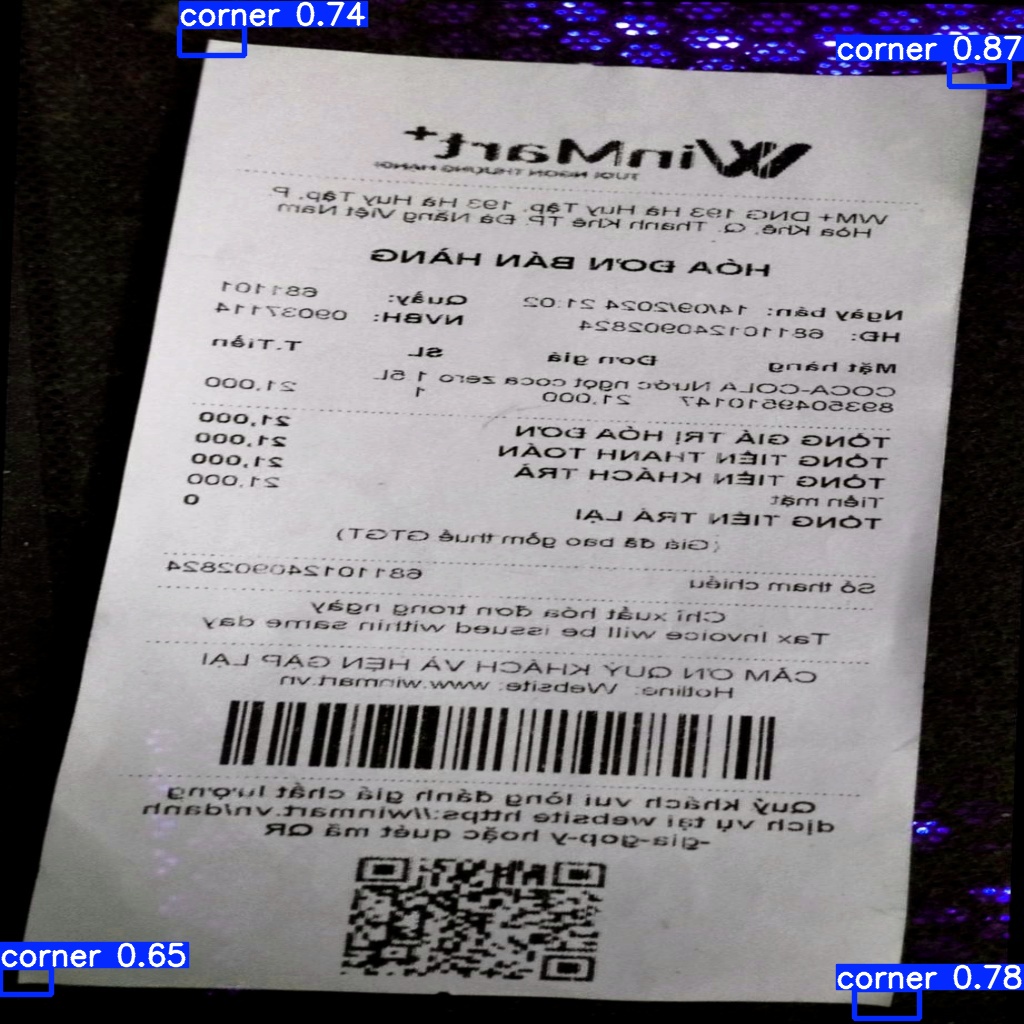 corner 0.74
corner 0.87
WinMart+
TƯƠI NGON THƯỢNG HẠNG
WM+ DNG 193 Hà Huy Tập, 193 Hà Huy Tập, P.
Hòa Khê, Q. Thanh Khê TP. Đà Nẵng Việt Nam
HÓA ĐƠN BÁN HÀNG
Ngày bán: 14/09/2024 21:02 Quầy: 681101
HĐ: 681101240902824 NVBH: 09037114
Mặt hàng Đơn giá SL T.Tiền
COCA-COLA Nước ngọt coca zero 1.5L
8935049510147 21,000 1 21,000
TỔNG GIÁ TRỊ HÓA ĐƠN 21,000
TỔNG TIỀN THANH TOÁN 21,000
TỔNG TIỀN KHÁCH TRẢ 21,000
Tiền mặt 21,000
TỔNG TIỀN TRẢ LẠI 0
(Giá đã bao gồm thuế GTGT)
Số tham chiếu 681101240902824
Chỉ xuất hóa đơn trong ngày
Tax Invoice will be issued within same day
CẢM ƠN QUÝ KHÁCH VÀ HẸN GẶP LẠI
Hotline: Website: www.winmart.vn
Quý khách vui lòng đánh giá chất lượng
dịch vụ tại website https://winmart.vn/danh
-gia-gop-y hoặc quét mã QR
corner 0.65
corner 0.78